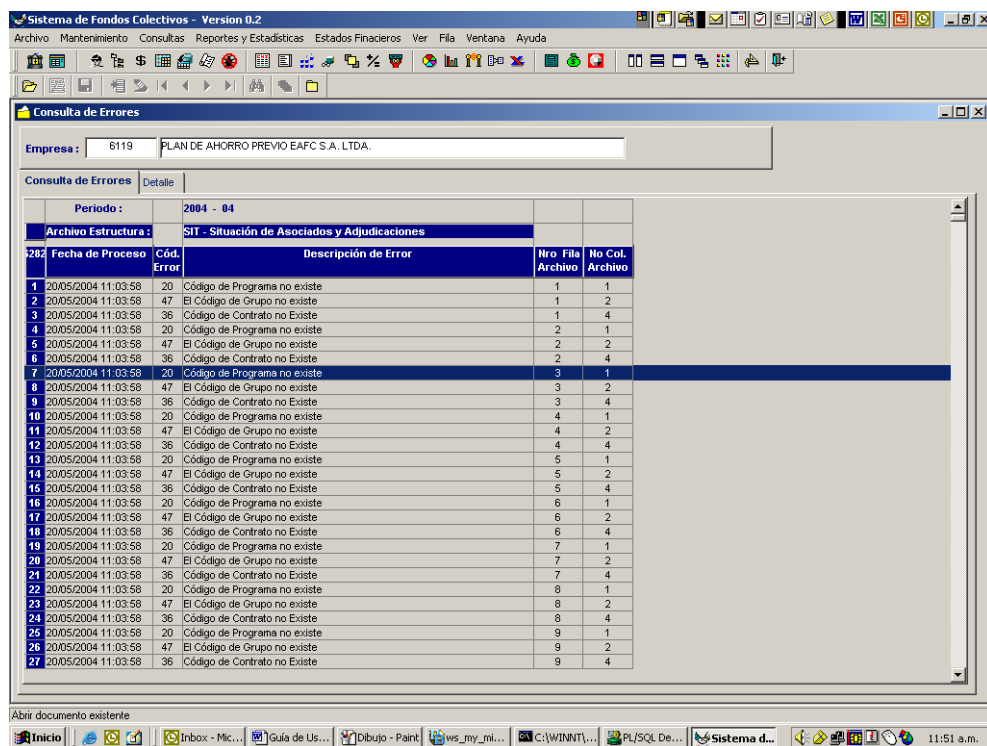 Sistema de Fondos Colectivos - Version 0.2
Archivo Mantenimiento Consultas Reportes y Estadísticas Estados Finacieros Ver Fila Ventana Ayuda
Consulta de Errores
Empresa : 6119 PLAN DE AHORRO PREVIO EAFC S.A. LTDA.
Consulta de Errores Detalle
Periodo : 2004 - 04
Archivo Estructura : SIT - Situación de Asociados y Adjudicaciones
Fecha de Proceso Cód. Error Descripción de Error Nro Fila Archivo No Col. Archivo
1 20/05/2004 11:03:58 20 Código de Programa no existe 1 1
2 20/05/2004 11:03:58 47 El Código de Grupo no existe 1 2
3 20/05/2004 11:03:58 36 Código de Contrato no Existe 1 4
4 20/05/2004 11:03:58 20 Código de Programa no existe 2 1
5 20/05/2004 11:03:58 47 El Código de Grupo no existe 2 2
6 20/05/2004 11:03:58 36 Código de Contrato no Existe 2 4
7 20/05/2004 11:03:58 20 Código de Programa no existe 3 1
8 20/05/2004 11:03:58 47 El Código de Grupo no existe 3 2
9 20/05/2004 11:03:58 36 Código de Contrato no Existe 3 4
10 20/05/2004 11:03:58 20 Código de Programa no existe 4 1
11 20/05/2004 11:03:58 47 El Código de Grupo no existe 4 2
12 20/05/2004 11:03:58 36 Código de Contrato no Existe 4 4
13 20/05/2004 11:03:58 20 Código de Programa no existe 5 1
14 20/05/2004 11:03:58 47 El Código de Grupo no existe 5 2
15 20/05/2004 11:03:58 36 Código de Contrato no Existe 5 4
16 20/05/2004 11:03:58 20 Código de Programa no existe 6 1
17 20/05/2004 11:03:58 47 El Código de Grupo no existe 6 2
18 20/05/2004 11:03:58 36 Código de Contrato no Existe 6 4
19 20/05/2004 11:03:58 20 Código de Programa no existe 7 1
20 20/05/2004 11:03:58 47 El Código de Grupo no existe 7 2
21 20/05/2004 11:03:58 36 Código de Contrato no Existe 7 4
22 20/05/2004 11:03:58 20 Código de Programa no existe 8 1
23 20/05/2004 11:03:58 47 El Código de Grupo no existe 8 2
24 20/05/2004 11:03:58 36 Código de Contrato no Existe 8 4
25 20/05/2004 11:03:58 20 Código de Programa no existe 9 1
26 20/05/2004 11:03:58 47 El Código de Grupo no existe 9 2
27 20/05/2004 11:03:58 36 Código de Contrato no Existe 9 4
Abrir documento existente
Inicio Inbox - Mic... Guía de Us... Dibujo - Paint ws_my_mi... C:\WINNT\... PL/SQL De... Sistema d... 11:51 a.m.